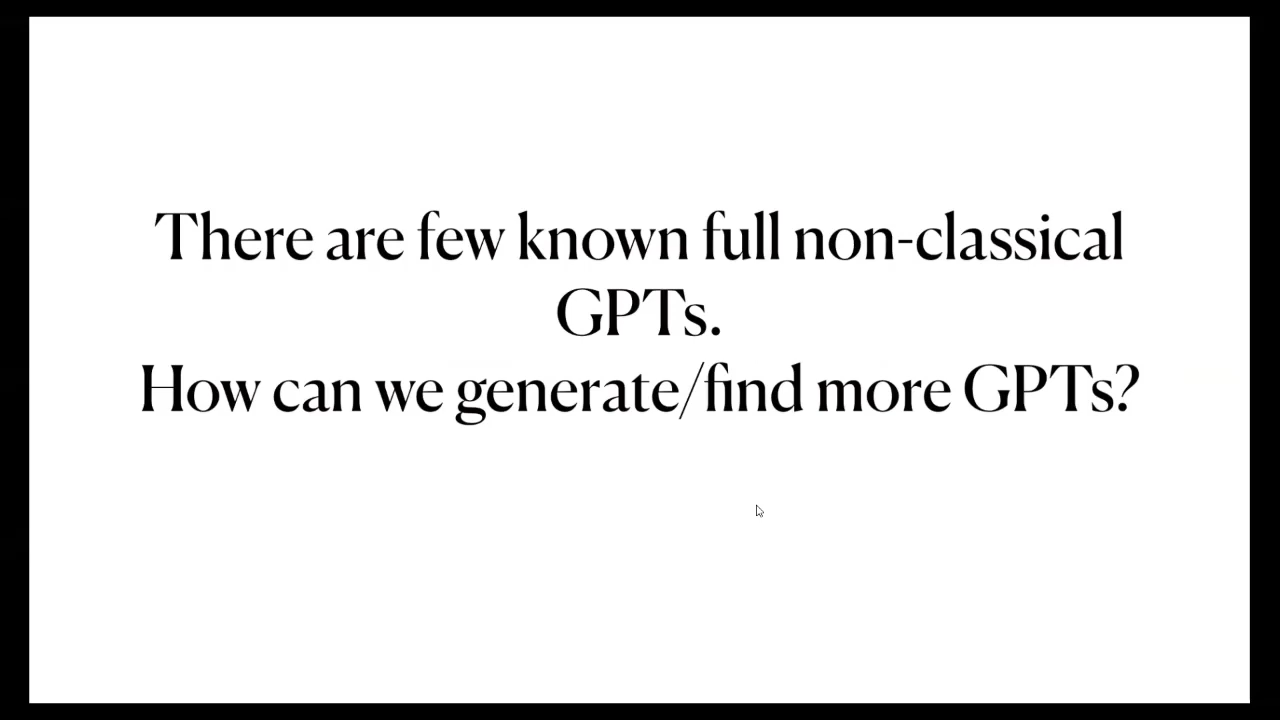 There are few known full non-classical
GPTs.
How can we generate/find more GPTs?